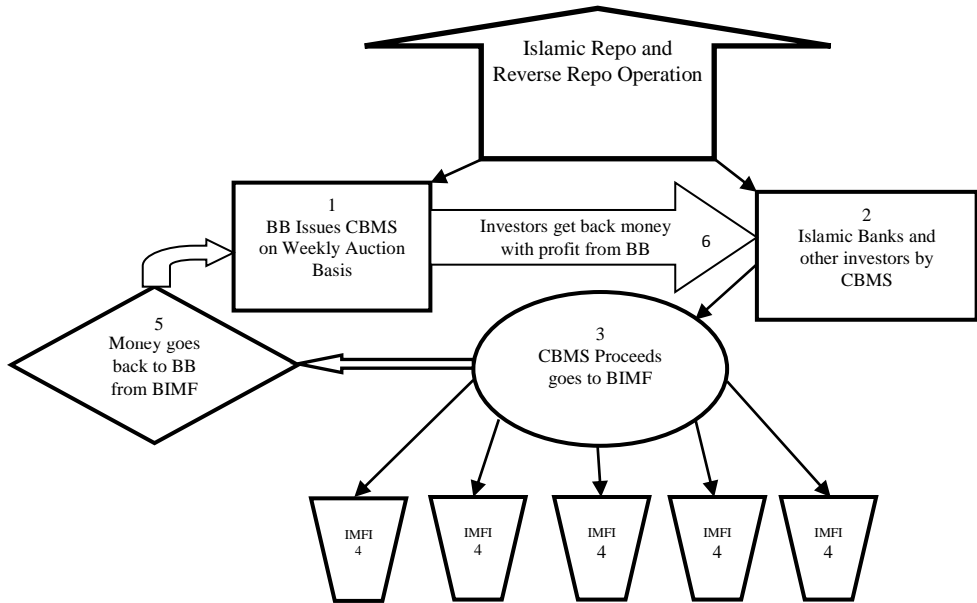 Islamic Repo and
Reverse Repo Operation
1
BB Issues CBMS
on Weekly Auction
Basis
Investors get back money
with profit from BB
6
2
Islamic Banks and
other investors by
CBMS
3
CBMS Proceeds
goes to BIMF
5
Money goes
back to BB
from BIMF
IMFI
4
IMFI
4
IMFI
4
IMFI
4
IMFI
4